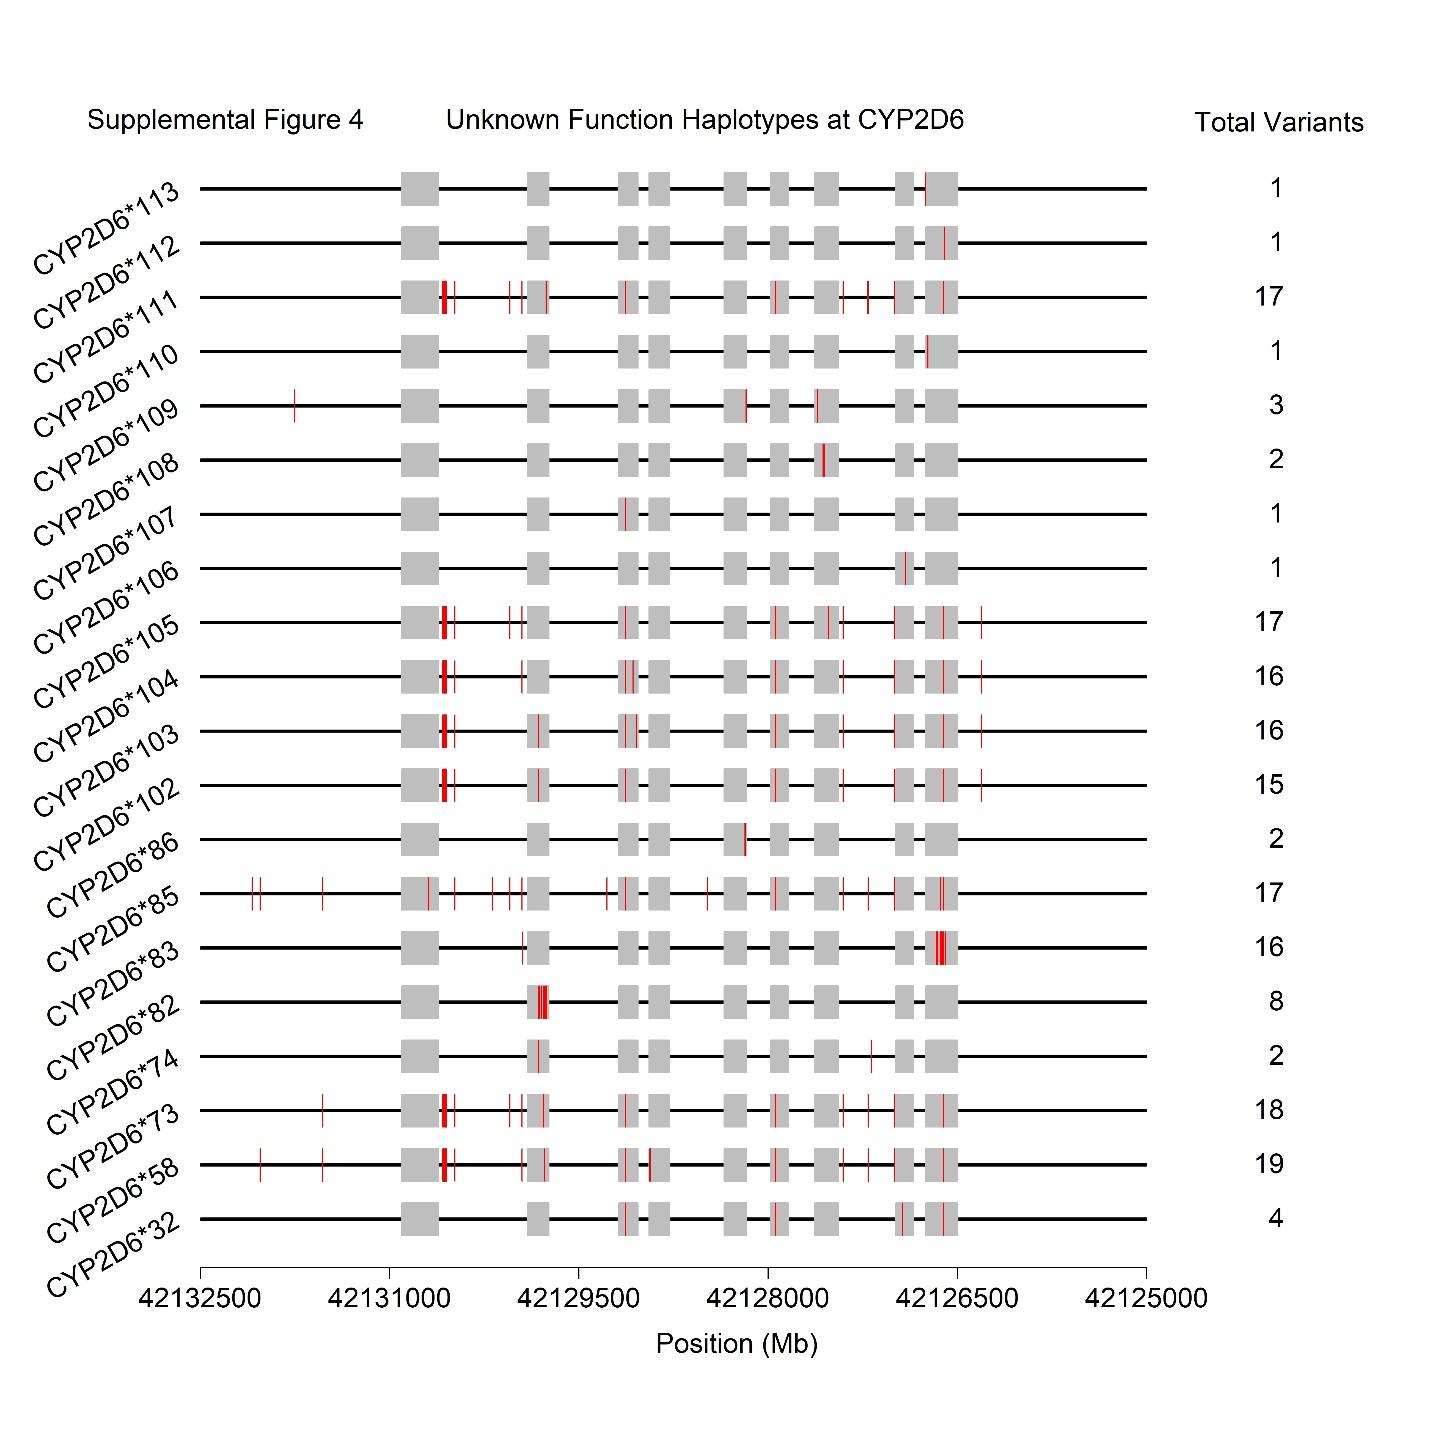 Supplemental Figure 4 Unknown Function Haplotypes at CYP2D6 Total Variants
CYP2D6*113 1
CYP2D6*112 1
CYP2D6*111 17
CYP2D6*110 1
CYP2D6*109 3
CYP2D6*108 2
CYP2D6*107 1
CYP2D6*106 1
CYP2D6*105 17
CYP2D6*104 16
CYP2D6*103 16
CYP2D6*102 15
CYP2D6*86 2
CYP2D6*85 17
CYP2D6*83 16
CYP2D6*82 8
CYP2D6*74 2
CYP2D6*73 18
CYP2D6*58 19
CYP2D6*32 4
42132500 42131000 42129500 42128000 42126500 42125000
Position (Mb)